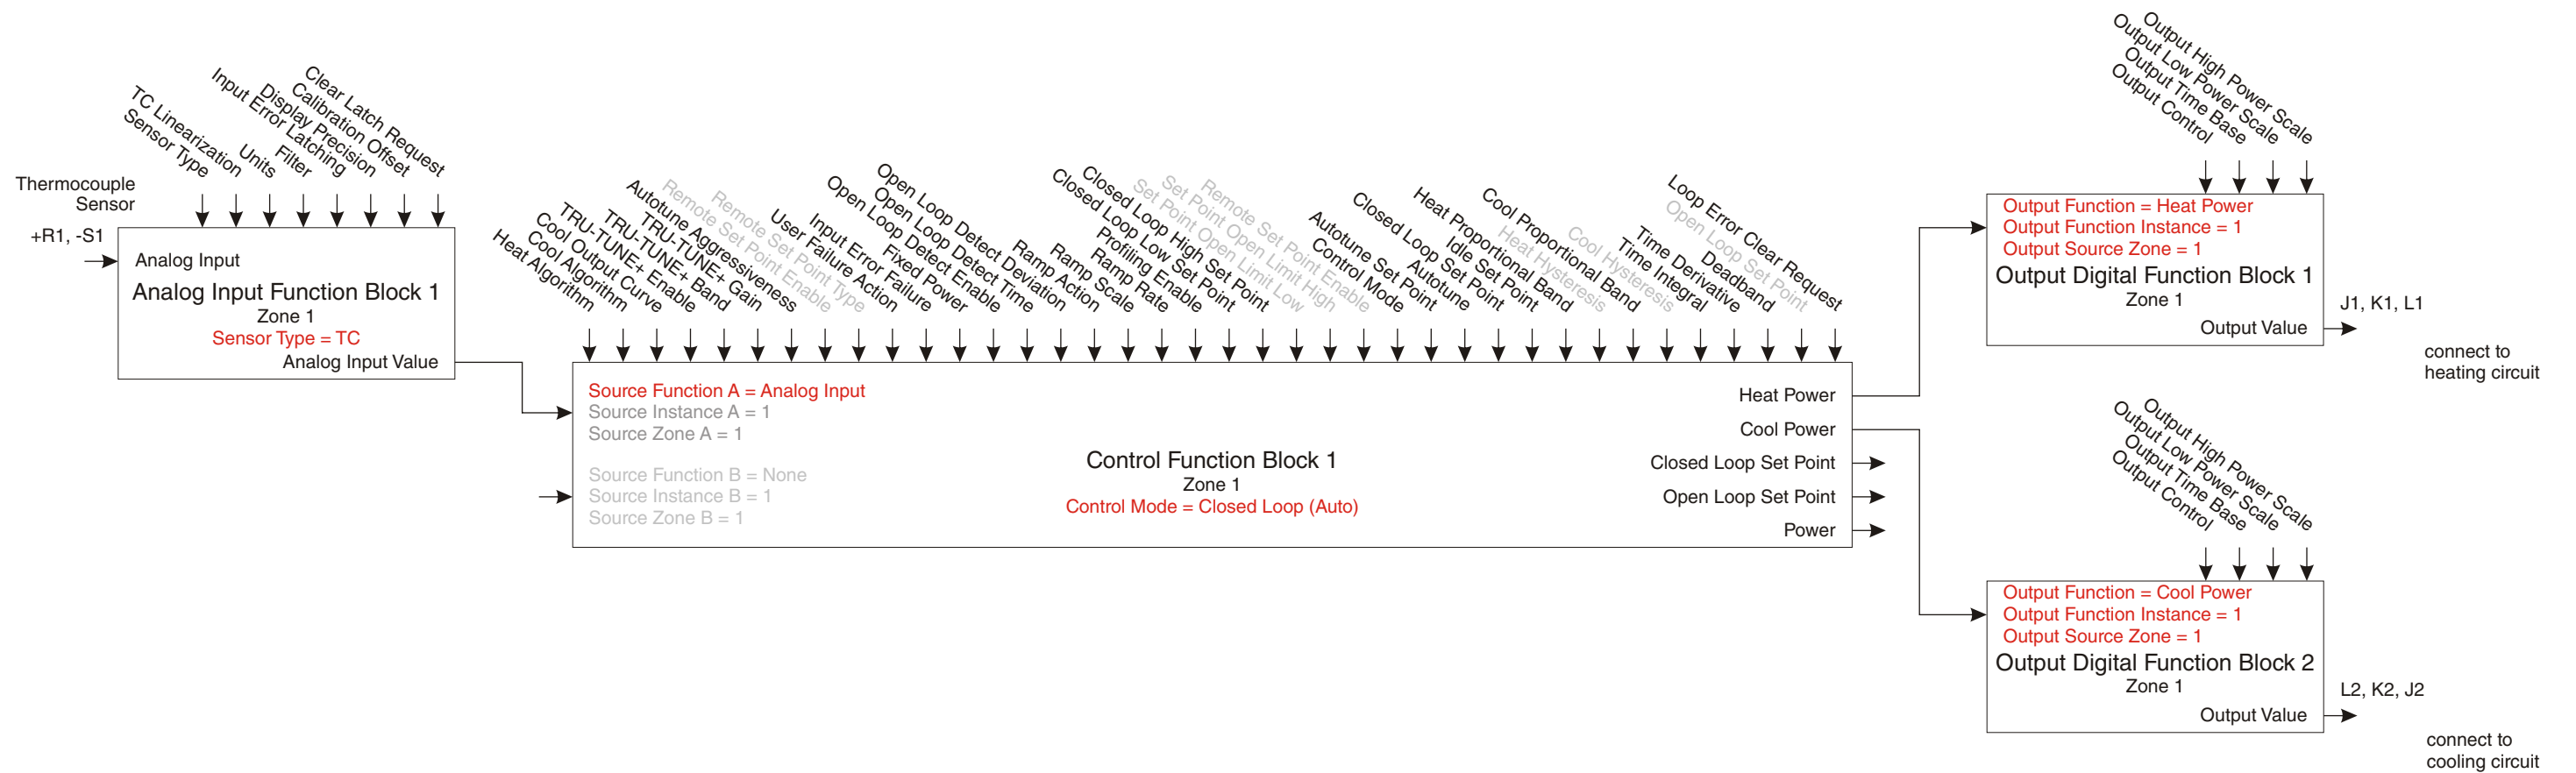 Thermocouple
Sensor
+R1, -S1
Sensor Type
TC Linearization
Units
Filter
Input Error Latching
Display Precision
Calibration Offset
Clear Latch Request
Analog Input
Analog Input Function Block 1
Zone 1
Sensor Type = TC
Analog Input Value
Heat Algorithm
Cool Algorithm
Cool Output Curve
TRU-TUNE+ Enable
TRU-TUNE+ Band
TRU-TUNE+ Gain
Autotune Aggressiveness
Remote Set Point Enable
Remote Set Point Type
User Failure Action
Input Error Failure
Fixed Power
Open Loop Detect Enable
Open Loop Detect Time
Open Loop Detect Deviation
Ramp Action
Ramp Scale
Ramp Rate
Profiling Enable
Closed Loop Low Set Point
Closed Loop High Set Point
Set Point Open Limit Low
Set Point Open Limit High
Remote Set Point Enable
Control Mode
Autotune Set Point
Autotune
Closed Loop Set Point
Idle Set Point
Heat Proportional Band
Heat Hysteresis
Cool Proportional Band
Cool Hysteresis
Time Integral
Time Derivative
Deadband
Open Loop Set Point
Loop Error Clear Request
Source Function A = Analog Input
Source Instance A = 1
Source Zone A = 1
Source Function B = None
Source Instance B = 1
Source Zone B = 1
Control Function Block 1
Zone 1
Control Mode = Closed Loop (Auto)
Heat Power
Cool Power
Closed Loop Set Point
Open Loop Set Point
Power
Output Control
Output Time Base
Output Low Power Scale
Output High Power Scale
Output Function = Heat Power
Output Function Instance = 1
Output Source Zone = 1
Output Digital Function Block 1
Zone 1
Output Value
J1, K1, L1
connect to
heating circuit
Output Control
Output Time Base
Output Low Power Scale
Output High Power Scale
Output Function = Cool Power
Output Function Instance = 1
Output Source Zone = 1
Output Digital Function Block 2
Zone 1
Output Value
L2, K2, J2
connect to
cooling circuit